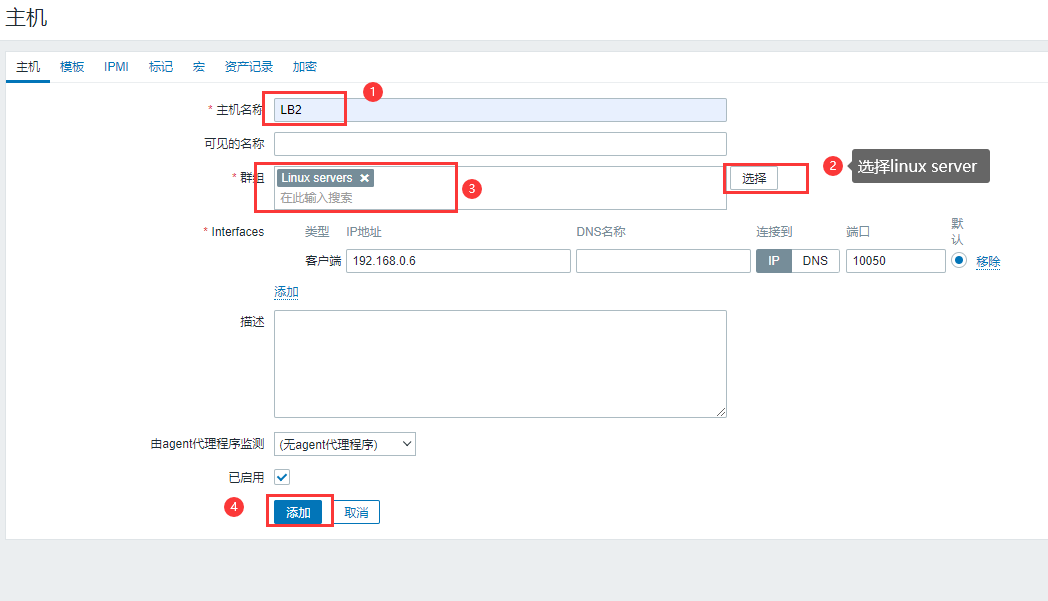 主机
主机 模板 IPMI 标记 宏 资产记录 加密
* 主机名称 LB2 1
可见的名称
* 群组 Linux servers 选择 2 选择linux server
在此输入搜索 3
* Interfaces 类型 IP地址 DNS名称 连接到 端口 默认
客户端 192.168.0.6 IP DNS 10050 移除
添加
描述
由agent代理程序监测 (无agent代理程序)
已启用
4 添加 取消